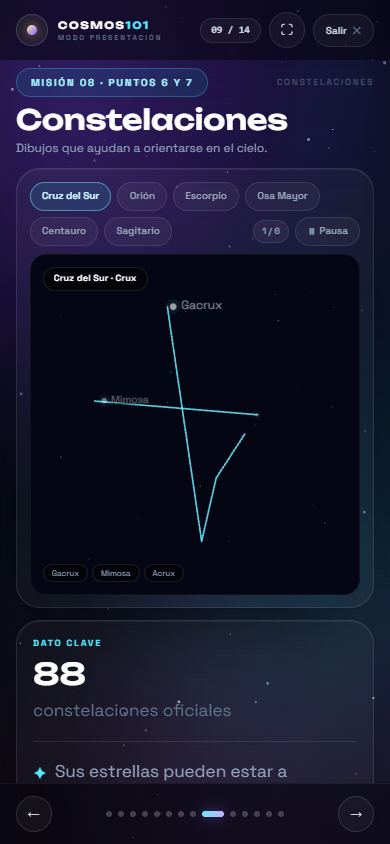 COSMOS101
MODO PRESENTACIÓN
09 / 14
Salir ✕
MISIÓN 08 · PUNTOS 6 Y 7
CONSTELACIONES
Constelaciones
Dibujos que ayudan a orientarse en el cielo.
Cruz del Sur
Orión
Escorpio
Osa Mayor
Centauro
Sagitario
1/6
⏸ Pausa
Cruz del Sur · Crux
Gacrux
Mimosa
Gacrux
Mimosa
Acrux
DATO CLAVE
88
constelaciones oficiales
✦ Sus estrellas pueden estar a
← →